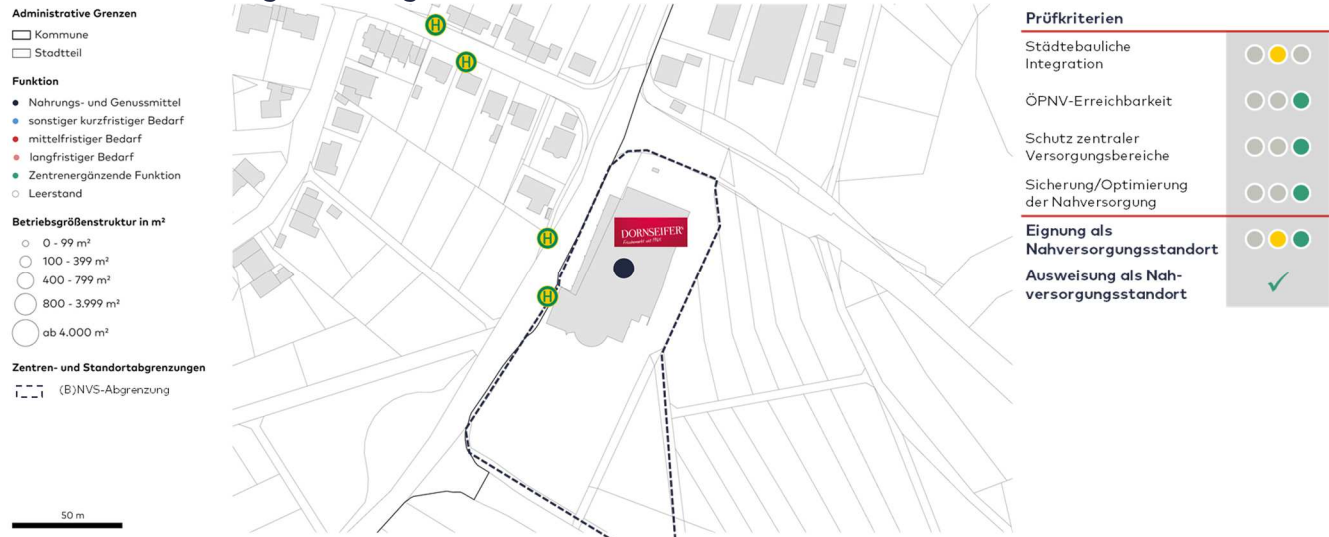 Administrative Grenzen
Kommune
Stadtteil
Funktion
Nahrungs- und Genussmittel
sonstiger kurzfristiger Bedarf
mittelfristiger Bedarf
langfristiger Bedarf
Zentrenergänzende Funktion
Leerstand
Betriebsgrößenstruktur in m²
0 - 99 m²
100 - 399 m²
400 - 799 m²
800 - 3.999 m²
ab 4.000 m²
Zentren- und Standortabgrenzungen
(B)NVS-Abgrenzung
50 m
H
H
H
H
DORNSEIFER
Prüfkriterien
Städtebauliche
Integration
ÖPNV-Erreichbarkeit
Schutz zentraler
Versorgungsbereiche
Sicherung/Optimierung
der Nahversorgung
Eignung als
Nahversorgungsstandort
Ausweisung als Nah-
versorgungsstandort